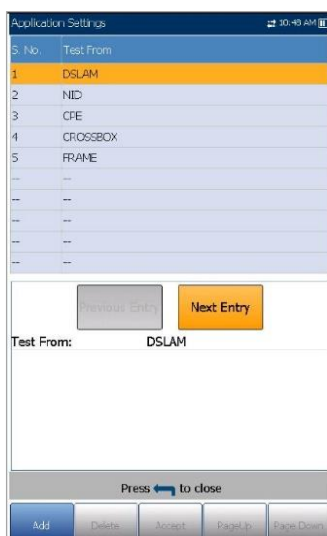 Application Settings 10:49 AM
S. No. Test From
1 DSLAM
2 NID
3 CPE
4 CROSSBOX
5 FRAME
-- --
-- --
-- --
-- --
-- --
Previous Entry Next Entry
Test From: DSLAM
Press to close
Add Delete Accept PageUp Page Down